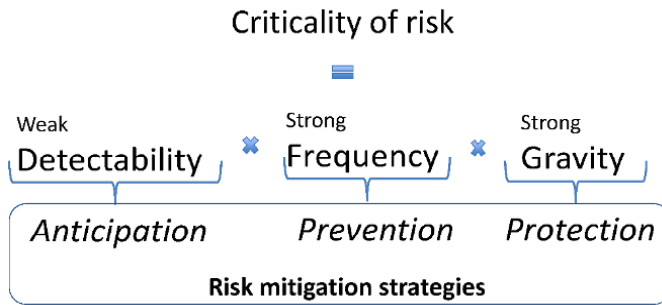 Criticality of risk
=
Weak Strong Strong
Detectability × Frequency × Gravity
Anticipation Prevention Protection
Risk mitigation strategies